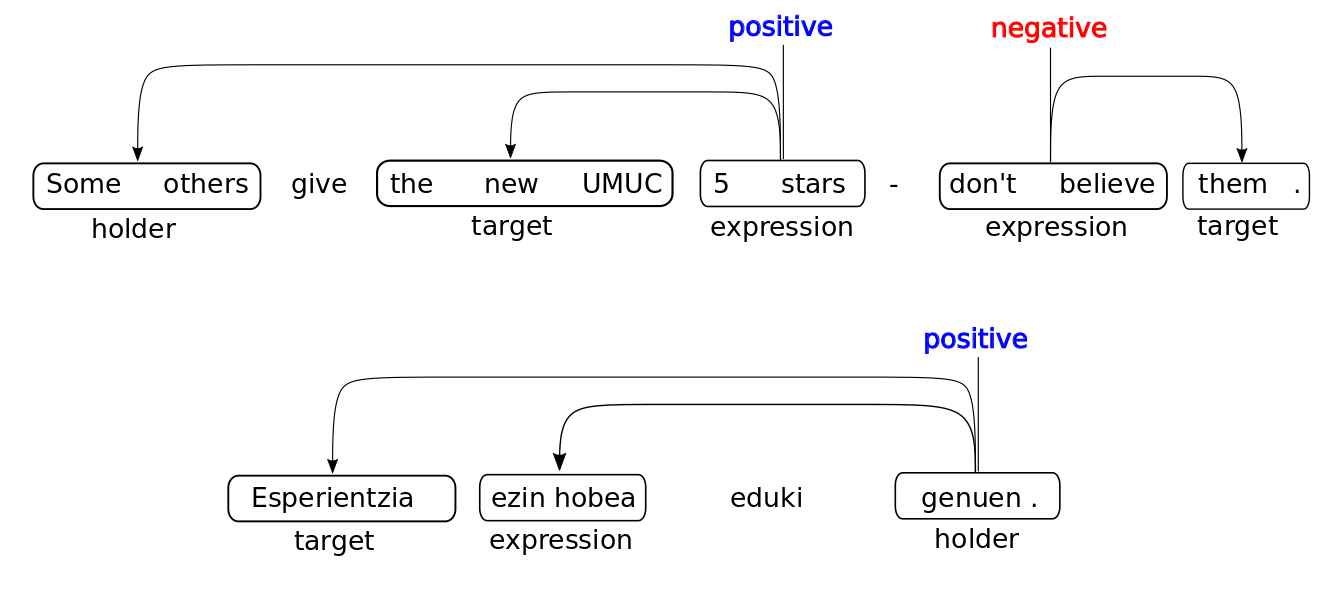 positive negative
Some others give the new UMUC 5 stars - don't believe them .
holder target expression expression target
positive
Esperientzia ezin hobea eduki genuen .
target expression holder